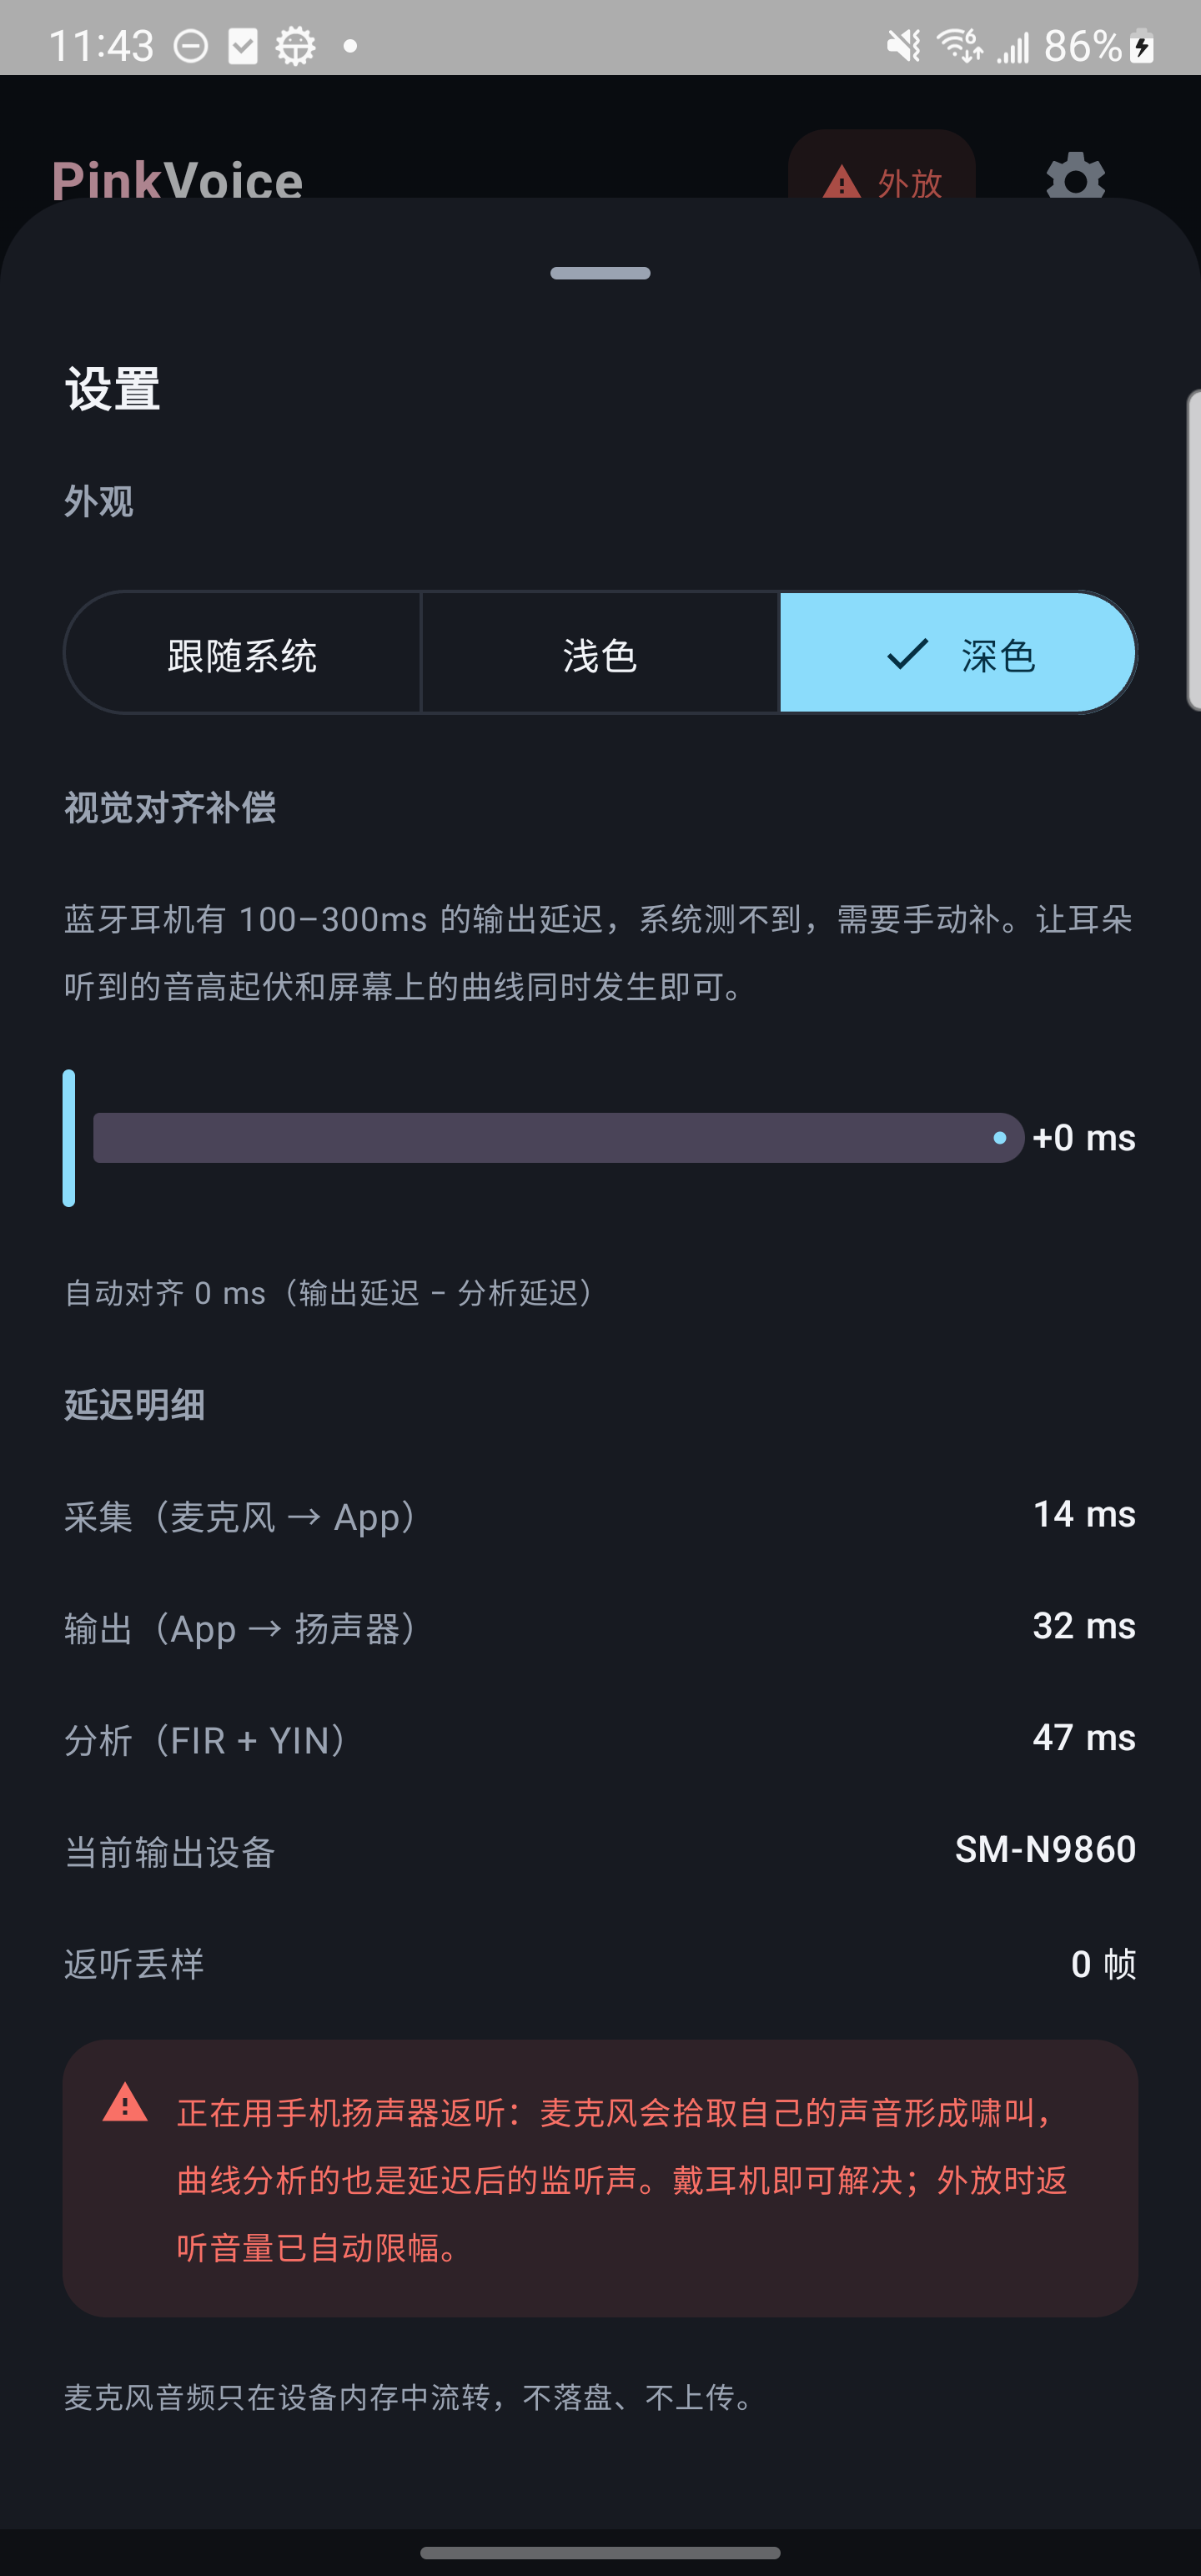 11:43
86%
PinkVoice
外放
设置
外观
跟随系统
浅色
深色
视觉对齐补偿
蓝牙耳机有 100–300ms 的输出延迟，系统测不到，需要手动补。让耳朵
听到的音高起伏和屏幕上的曲线同时发生即可。
+0 ms
自动对齐 0 ms（输出延迟 − 分析延迟）
延迟明细
采集（麦克风 → App）
14 ms
输出（App → 扬声器）
32 ms
分析（FIR + YIN）
47 ms
当前输出设备
SM-N9860
返听丢样
0 帧
正在用手机扬声器返听：麦克风会拾取自己的声音形成啸叫，
曲线分析的也是延迟后的监听声。戴耳机即可解决；外放时返
听音量已自动限幅。
麦克风音频只在设备内存中流转，不落盘、不上传。